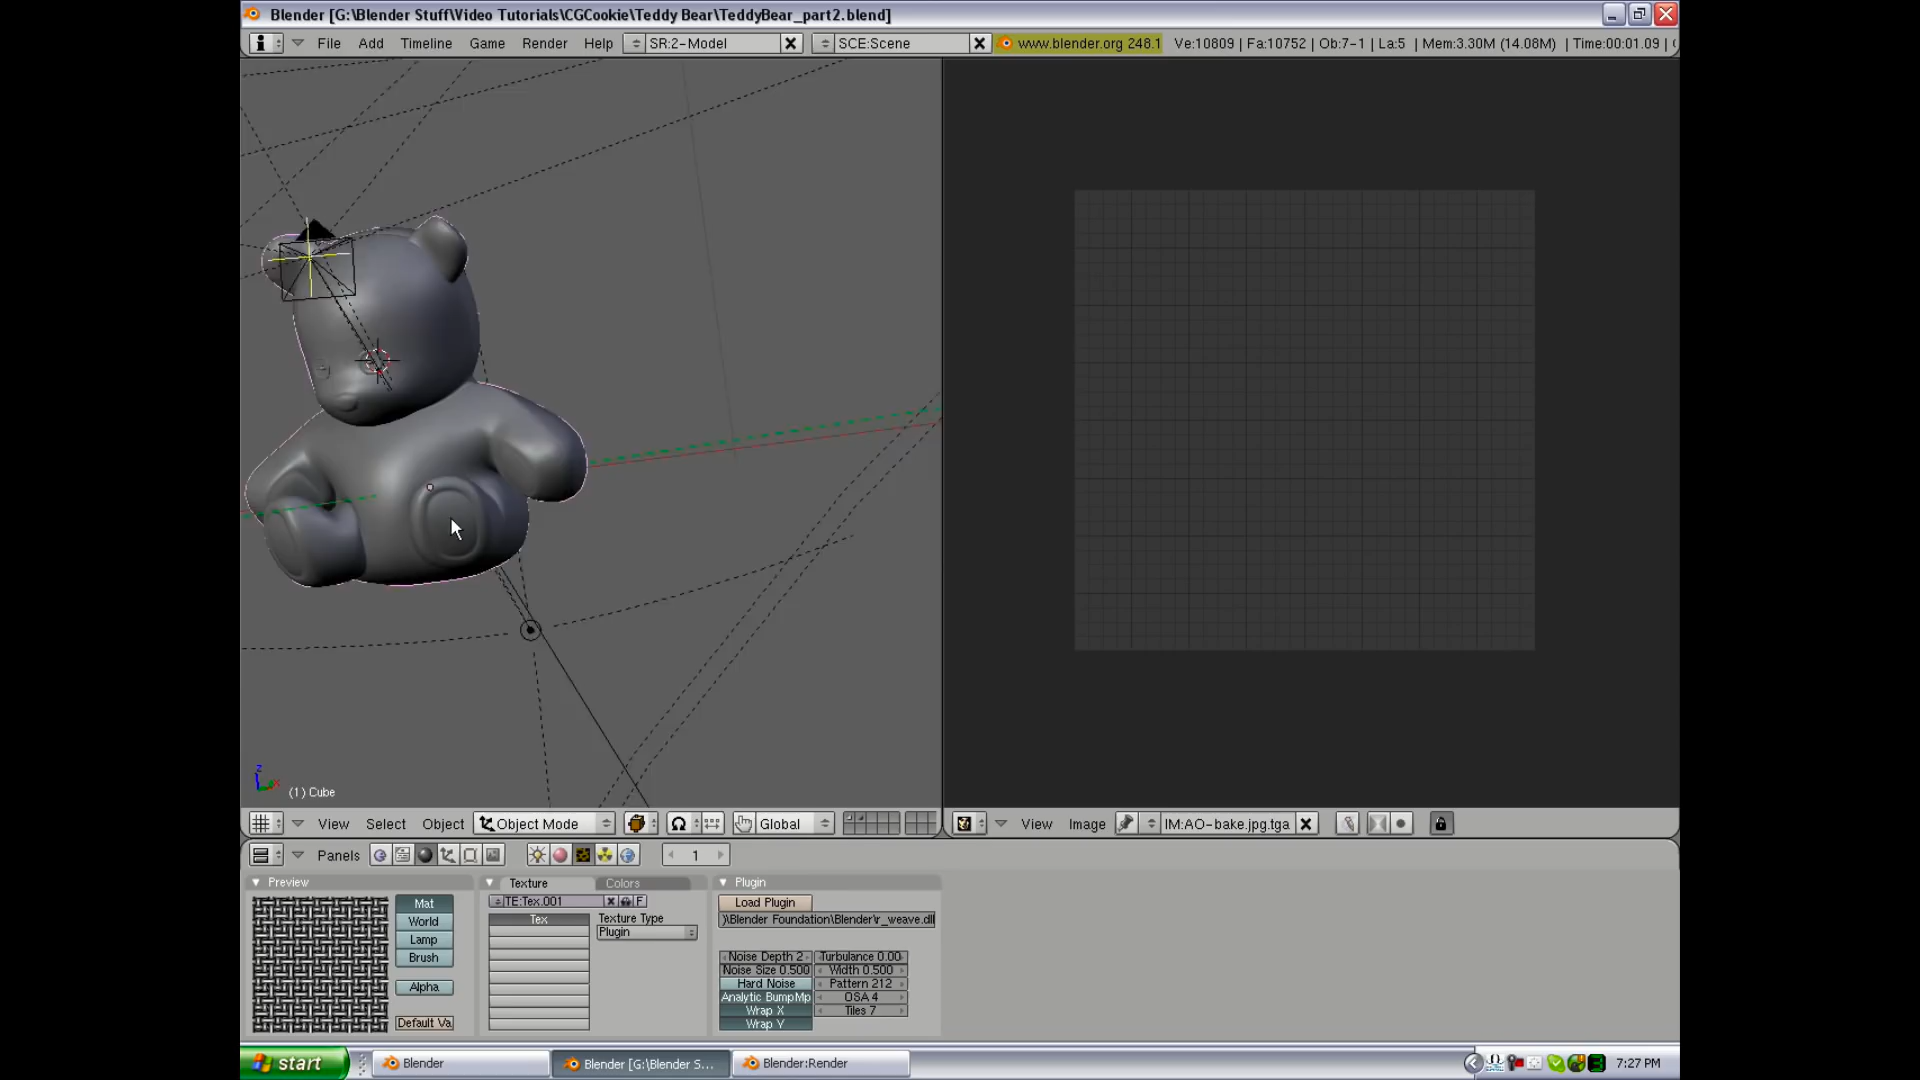 Blender [G:\Blender Stuff\Video Tutorials\CGCookie\Teddy Bear\TeddyBear_part2.blend]
File Add Timeline Game Render Help SR:2-Model SCE:Scene www.blender.org 248.1 Ve:10809 | Fa:10752 | Ob:7-1 | La:5 | Mem:3.30M (14.08M) | Time:00:01.09 |
z
(1) Cube
View Select Object Object Mode Global
View Image IM:AO-bake.jpg.tga
Panels 1
Preview
Mat
World
Lamp
Brush
Alpha
Default Va
Texture Colors
TE:Tex.001 F
Tex
Texture Type
Plugin
Plugin
Load Plugin
)\Blender Foundation\Blender\r_weave.dll
Noise Depth 2 Turbulance 0.00
Noise Size 0.500 Width 0.500
Hard Noise Pattern 212
Analytic BumpMp OSA 4
Wrap X Tiles 7
Wrap Y
start Blender Blender [G:\Blender S... Blender:Render 7:27 PM